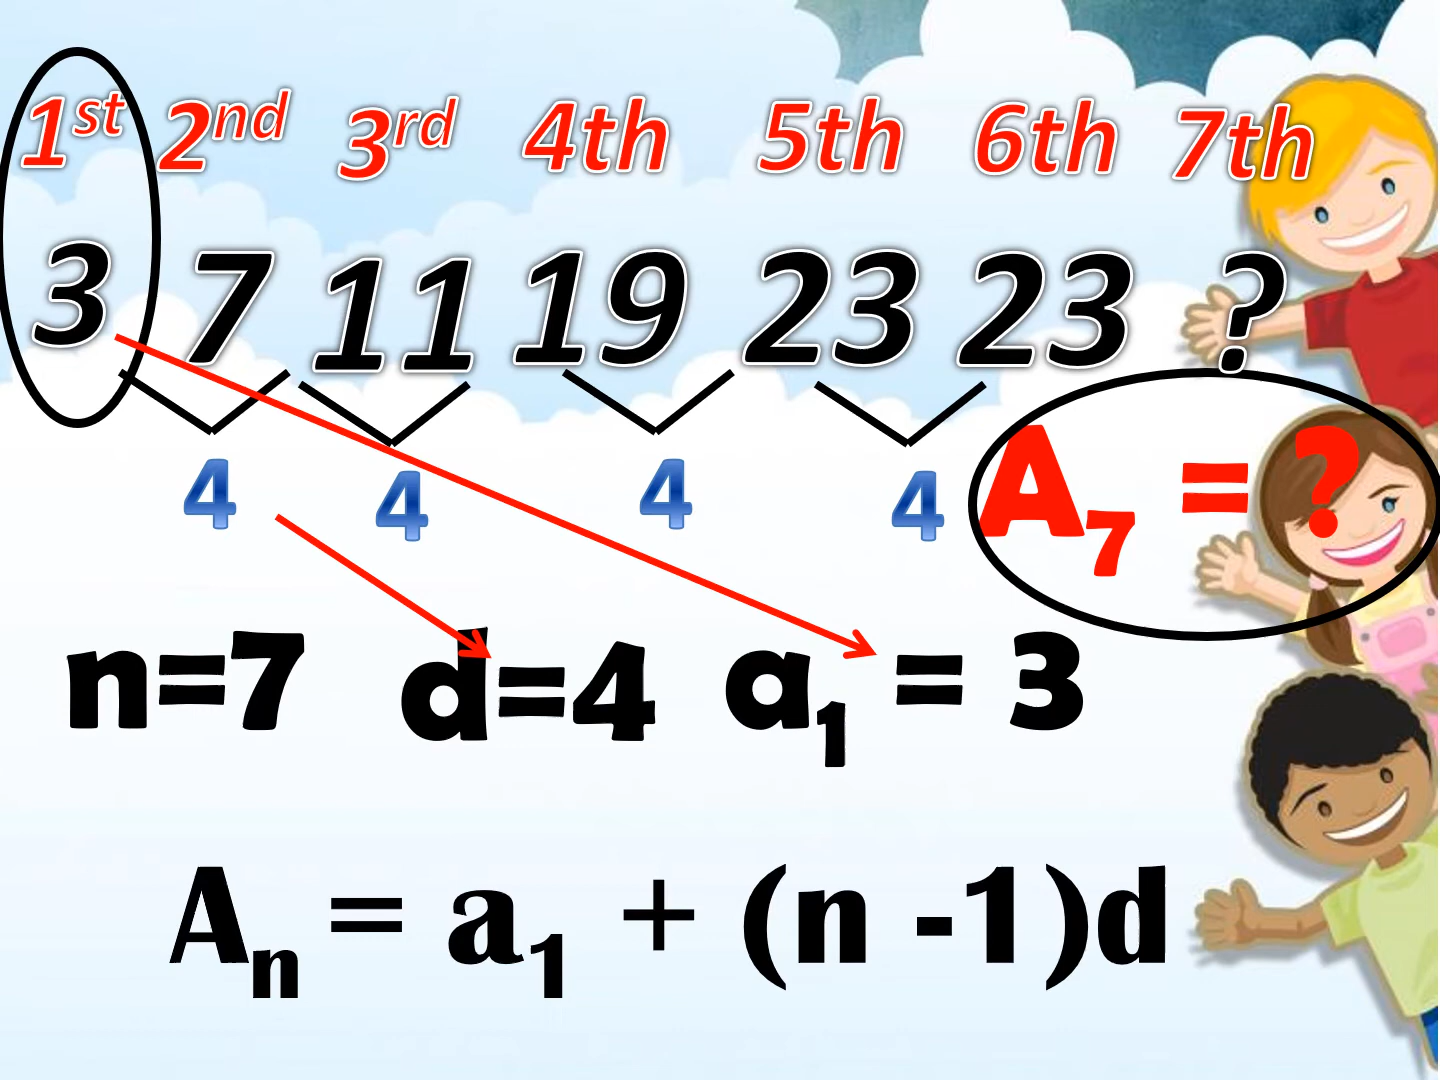 1st 2nd 3rd 4th 5th 6th 7th
3 7 11 19 23 23 ?
4 4 4 4
A7 = ?
n=7 d=4 a1 = 3
An = a1 + (n -1)d